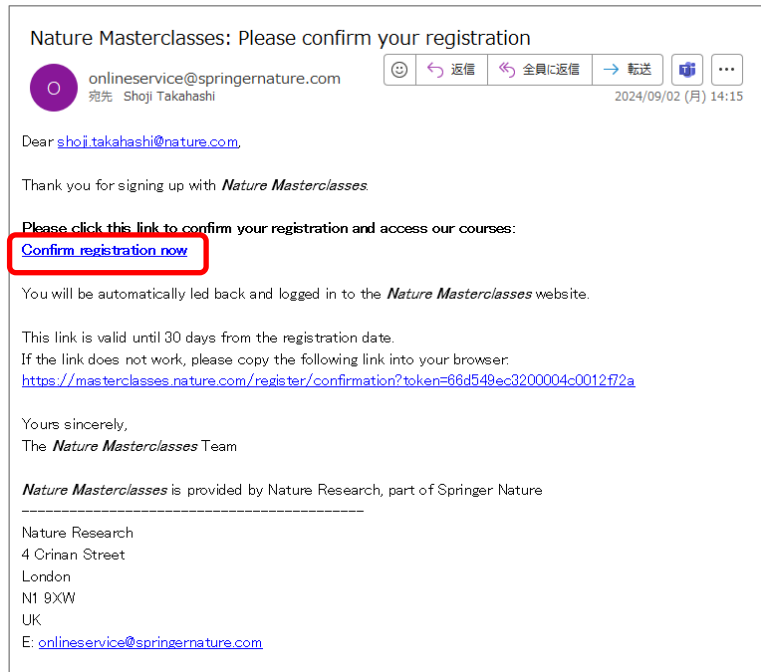 Nature Masterclasses: Please confirm your registration
O
onlineservice@springernature.com
宛先 Shoji Takahashi
返信
全員に返信
転送
2024/09/02 (月) 14:15
Dear shoji.takahashi@nature.com,
Thank you for signing up with Nature Masterclasses.
Please click this link to confirm your registration and access our courses:
Confirm registration now
You will be automatically led back and logged in to the Nature Masterclasses website.
This link is valid until 30 days from the registration date.
If the link does not work, please copy the following link into your browser:
https://masterclasses.nature.com/register/confirmation?token=66d549ec3200004c0012f72a
Yours sincerely,
The Nature Masterclasses Team
Nature Masterclasses is provided by Nature Research, part of Springer Nature
--------------------------------------------
Nature Research
4 Crinan Street
London
N1 9XW
UK
E: onlineservice@springernature.com